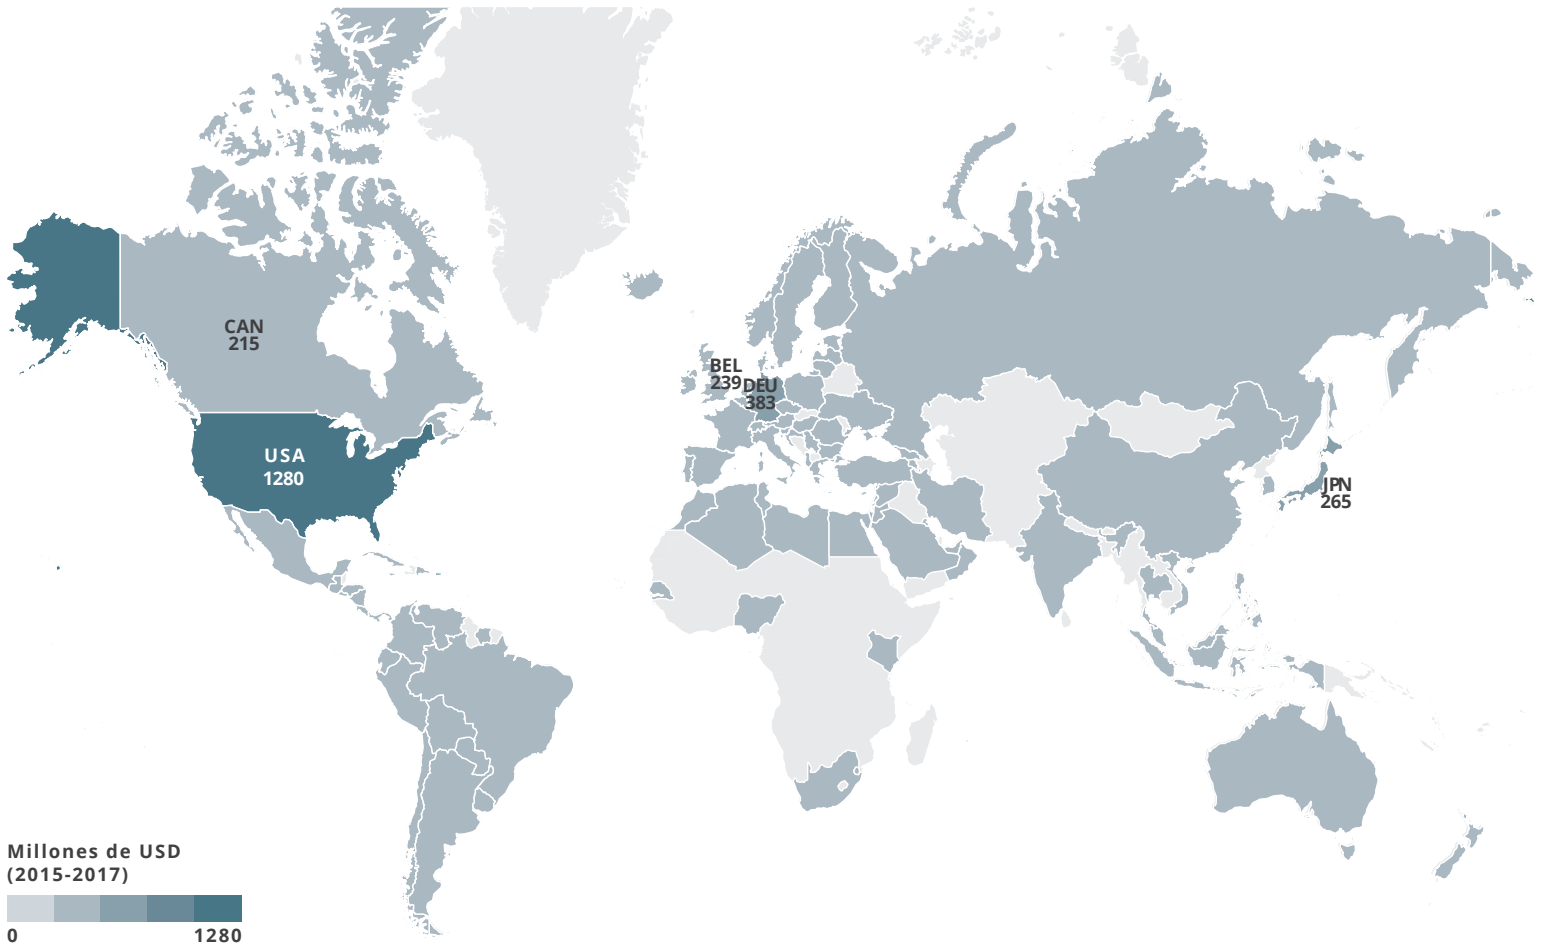 CAN
215
BEL
239
DEU
383
USA
1280
JPN
265
Millones de USD
(2015-2017)
0 1280